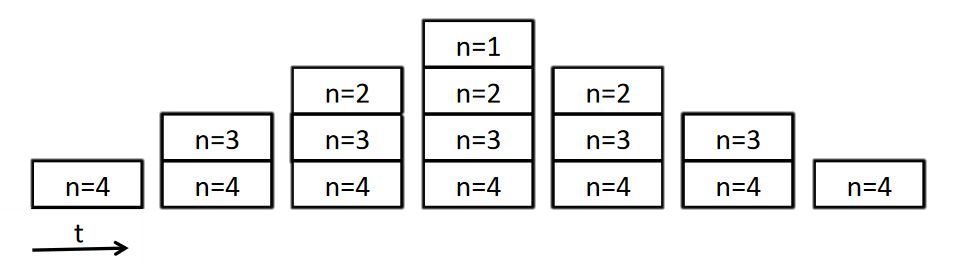 n=1
n=2 n=2 n=2
n=3 n=3 n=3 n=3 n=3
n=4 n=4 n=4 n=4 n=4 n=4 n=4
t